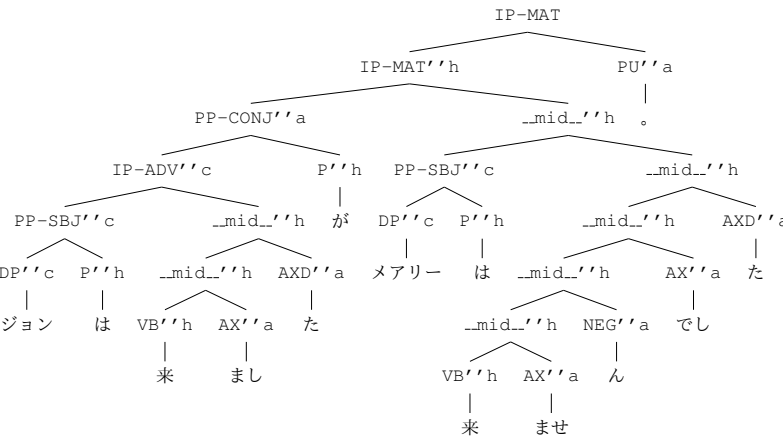 IP-MAT
IP-MAT''h PU''a
PP-CONJ''a __mid__''h 。
IP-ADV''c P''h PP-SBJ''c __mid__''h
PP-SBJ''c __mid__''h が DP''c P''h __mid__''h AXD''a
DP''c P''h __mid__''h AXD''a メアリー は __mid__''h AX''a た
ジョン は VB''h AX''a た __mid__''h NEG''a でし
来 まし VB''h AX''a ん
来 ませ